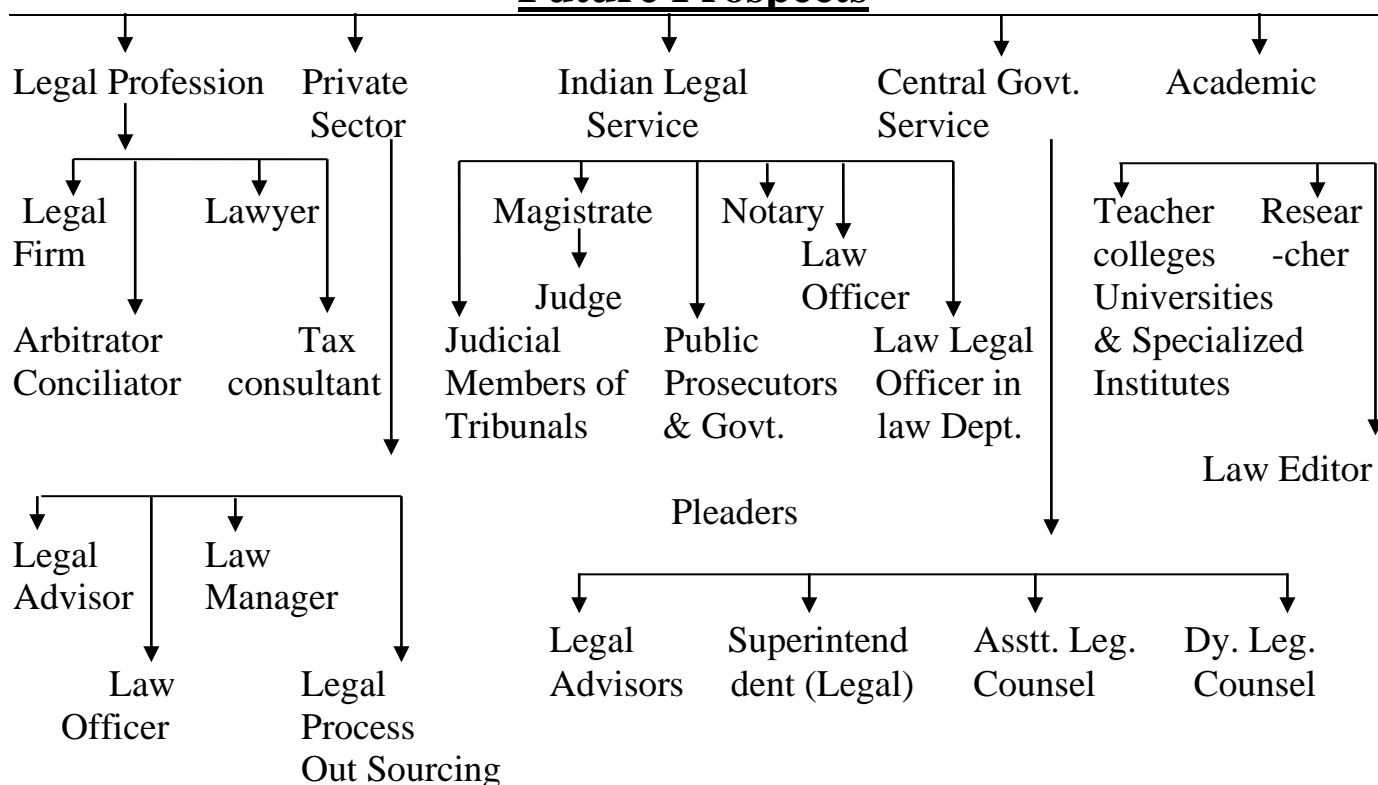 Future Prospects
Legal Profession
Private
Sector
Indian Legal
Service
Central Govt.
Service
Academic
Legal
Firm
Lawyer
Arbitrator
Conciliator
Tax
consultant
Magistrate
Judge
Notary
Law
Officer
Judicial
Members of
Tribunals
Public
Prosecutors
& Govt.
Pleaders
Law Legal
Officer in
law Dept.
Teacher
colleges
Universities
& Specialized
Institutes
Resear
-cher
Law Editor
Legal
Advisor
Law
Manager
Law
Officer
Legal
Process
Out Sourcing
Legal
Advisors
Superintend
dent (Legal)
Asstt. Leg.
Counsel
Dy. Leg.
Counsel